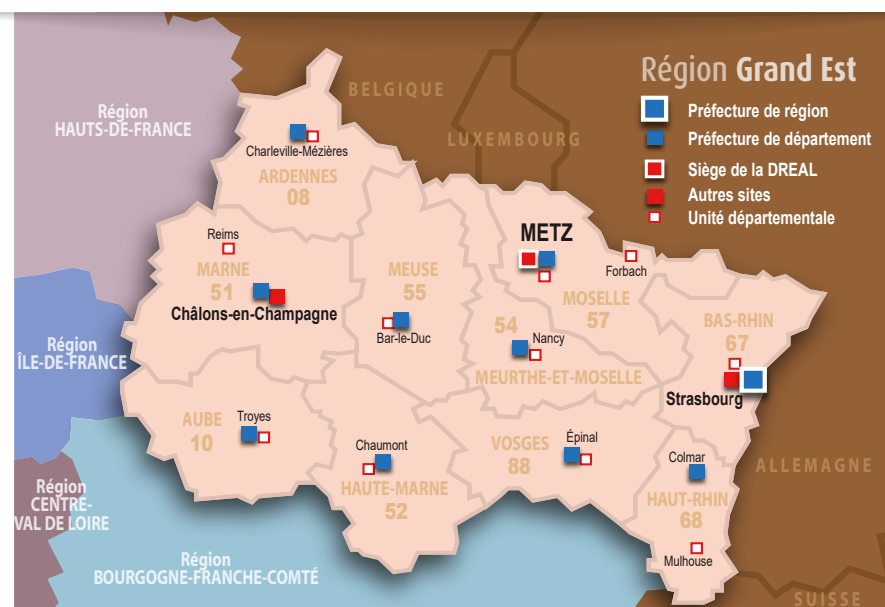 Région Grand Est
Préfecture de région
Préfecture de département
Siège de la DREAL
Autres sites
Unité départementale
BELGIQUE
LUXEMBOURG
Région
HAUTS-DE-FRANCE
Charleville-Mézières
ARDENNES
08
Reims
MARNE
51
Châlons-en-Champagne
MEUSE
55
Bar-le-Duc
METZ
Forbach
MOSELLE
57
54
Nancy
MEURTHE-ET-MOSELLE
BAS-RHIN
67
Strasbourg
Région
ÎLE-DE-FRANCE
AUBE
10
Troyes
Chaumont
HAUTE-MARNE
52
VOSGES
88
Épinal
Colmar
HAUT-RHIN
68
Mulhouse
ALLEMAGNE
Région
CENTRE-
VAL DE LOIRE
Région
BOURGOGNE-FRANCHE-COMTÉ
SUISSE